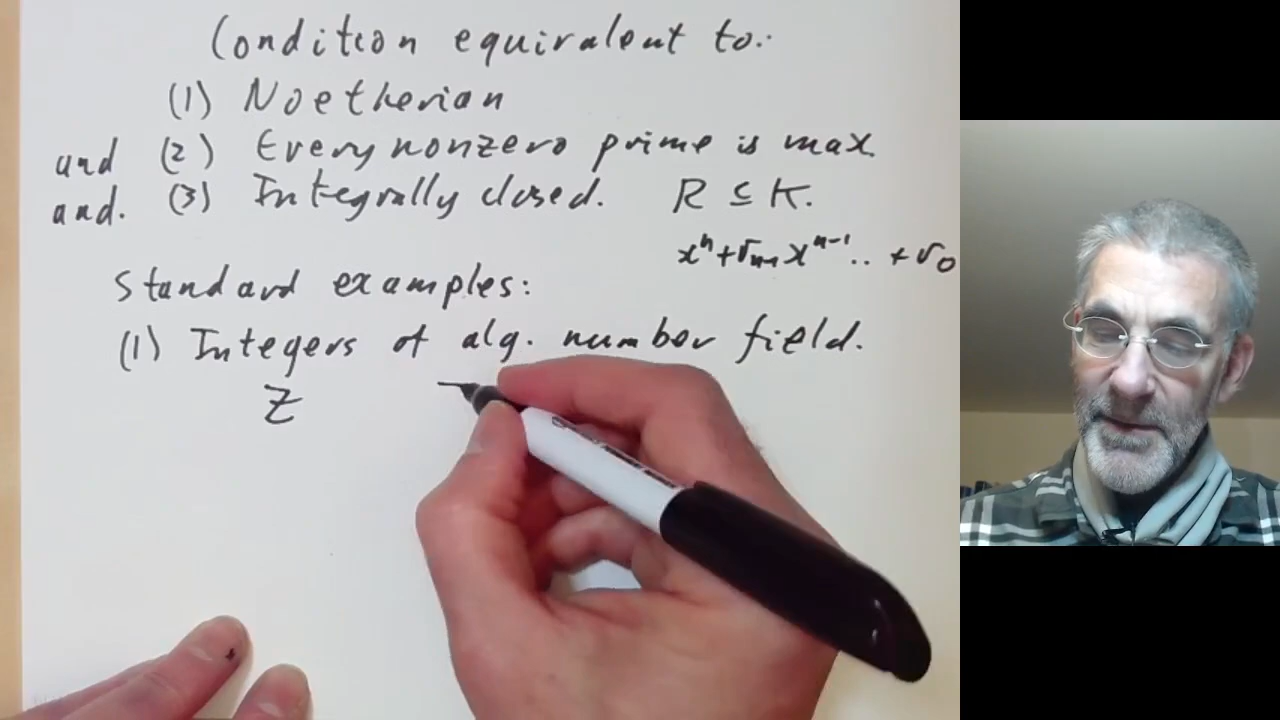 Condition equivalent to:
(1) Noetherian
and (2) Every nonzero prime is max.
and. (3) Integrally closed. R ⊆ K.
xⁿ + rₙ₋₁xⁿ⁻¹ .. + r₀
Standard examples:
(1) Integers of alg. number field.
Z